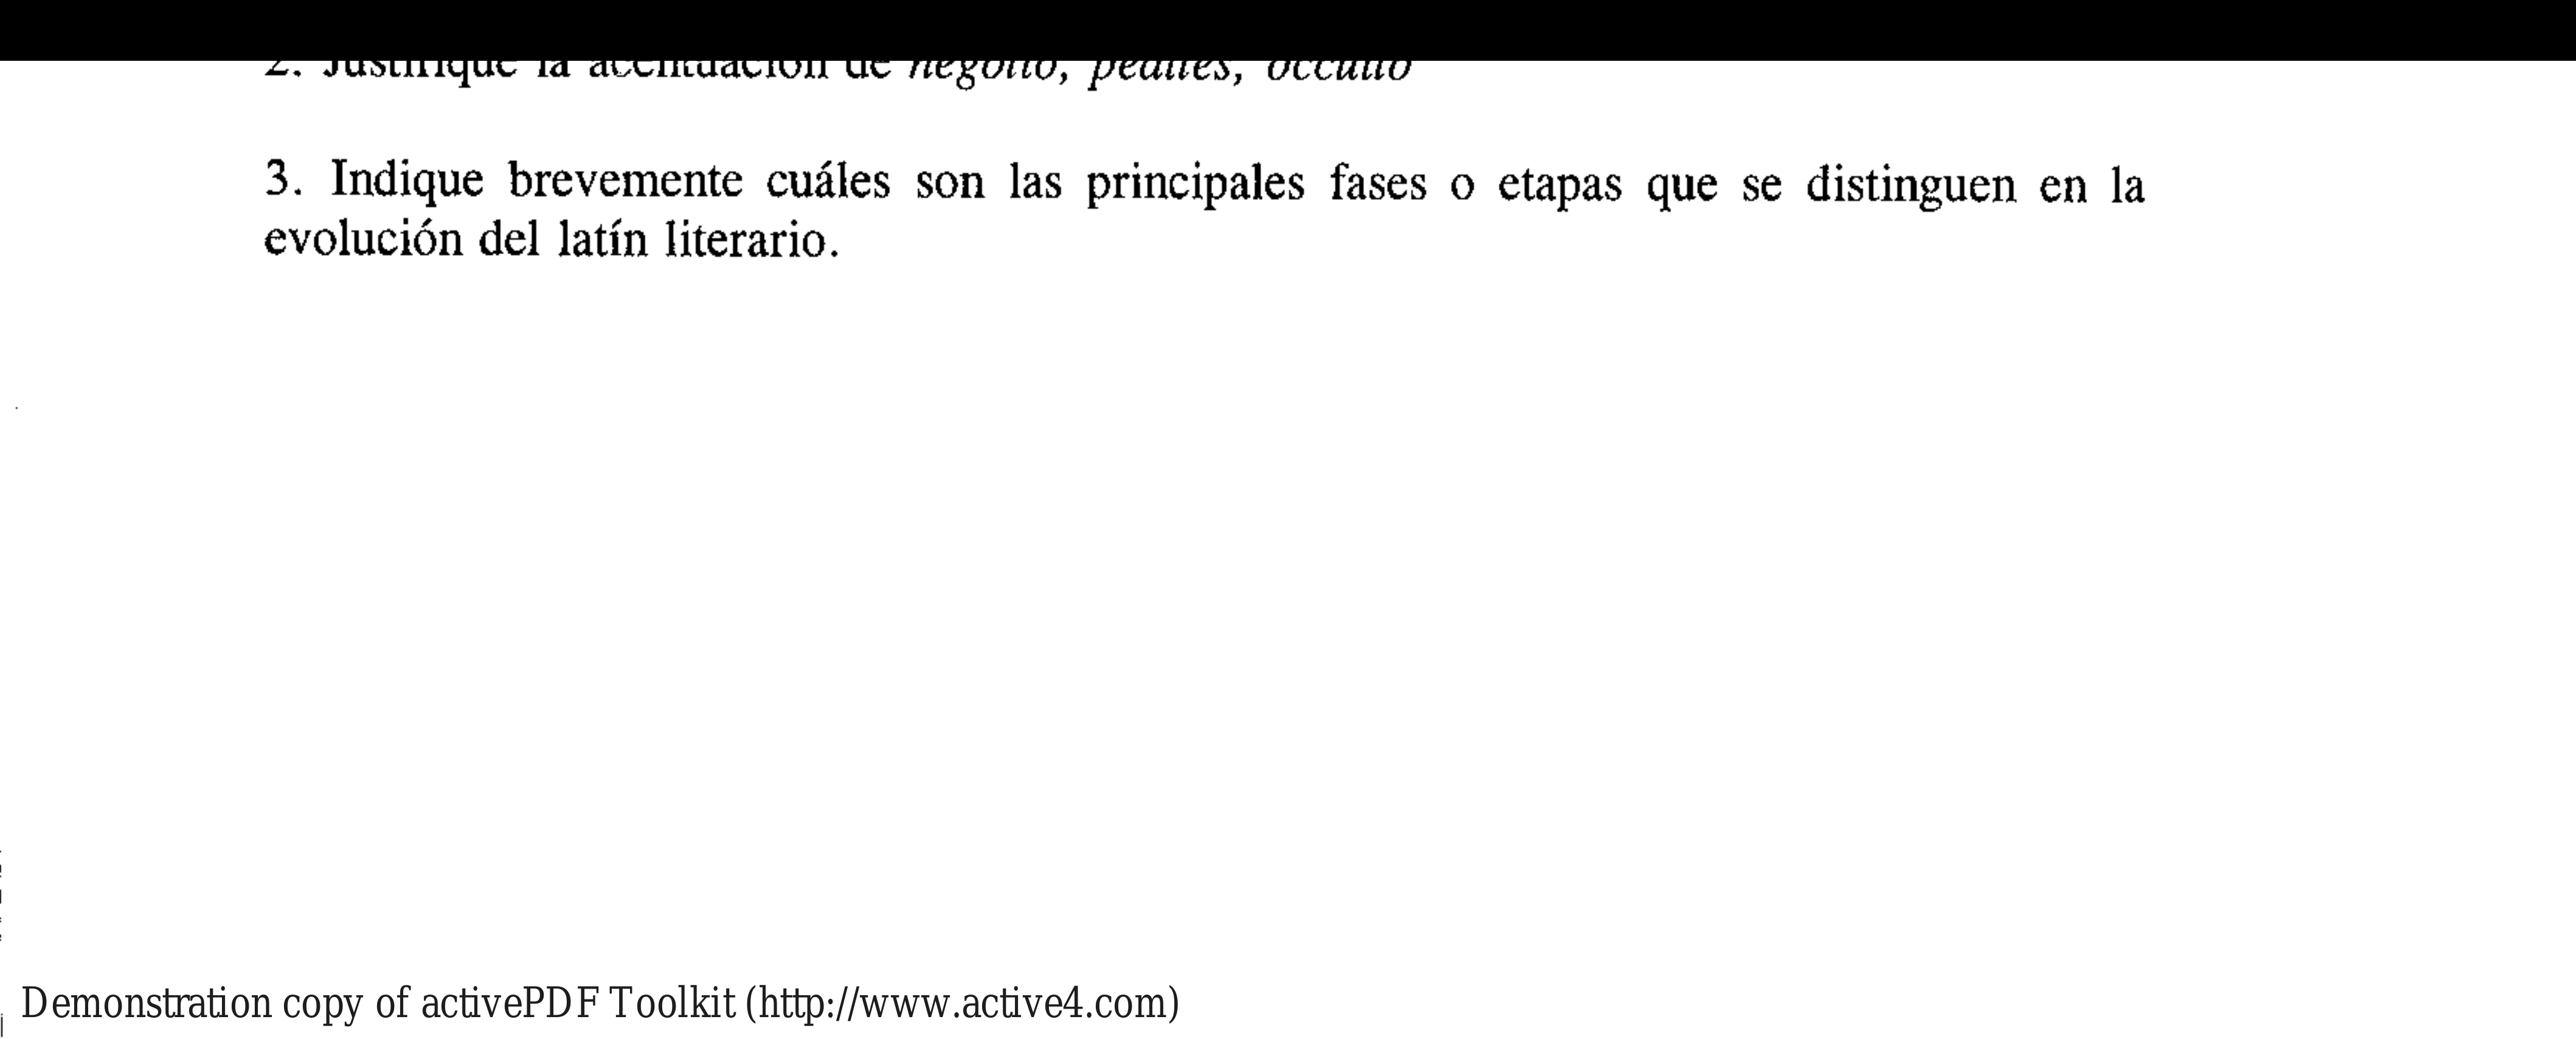 2. Justifique la acentuación de negotio, pedites, occulto
3. Indique brevemente cuáles son las principales fases o etapas que se distinguen en la
evolución del latín literario.
Demonstration copy of activePDF Toolkit (http://www.active4.com)